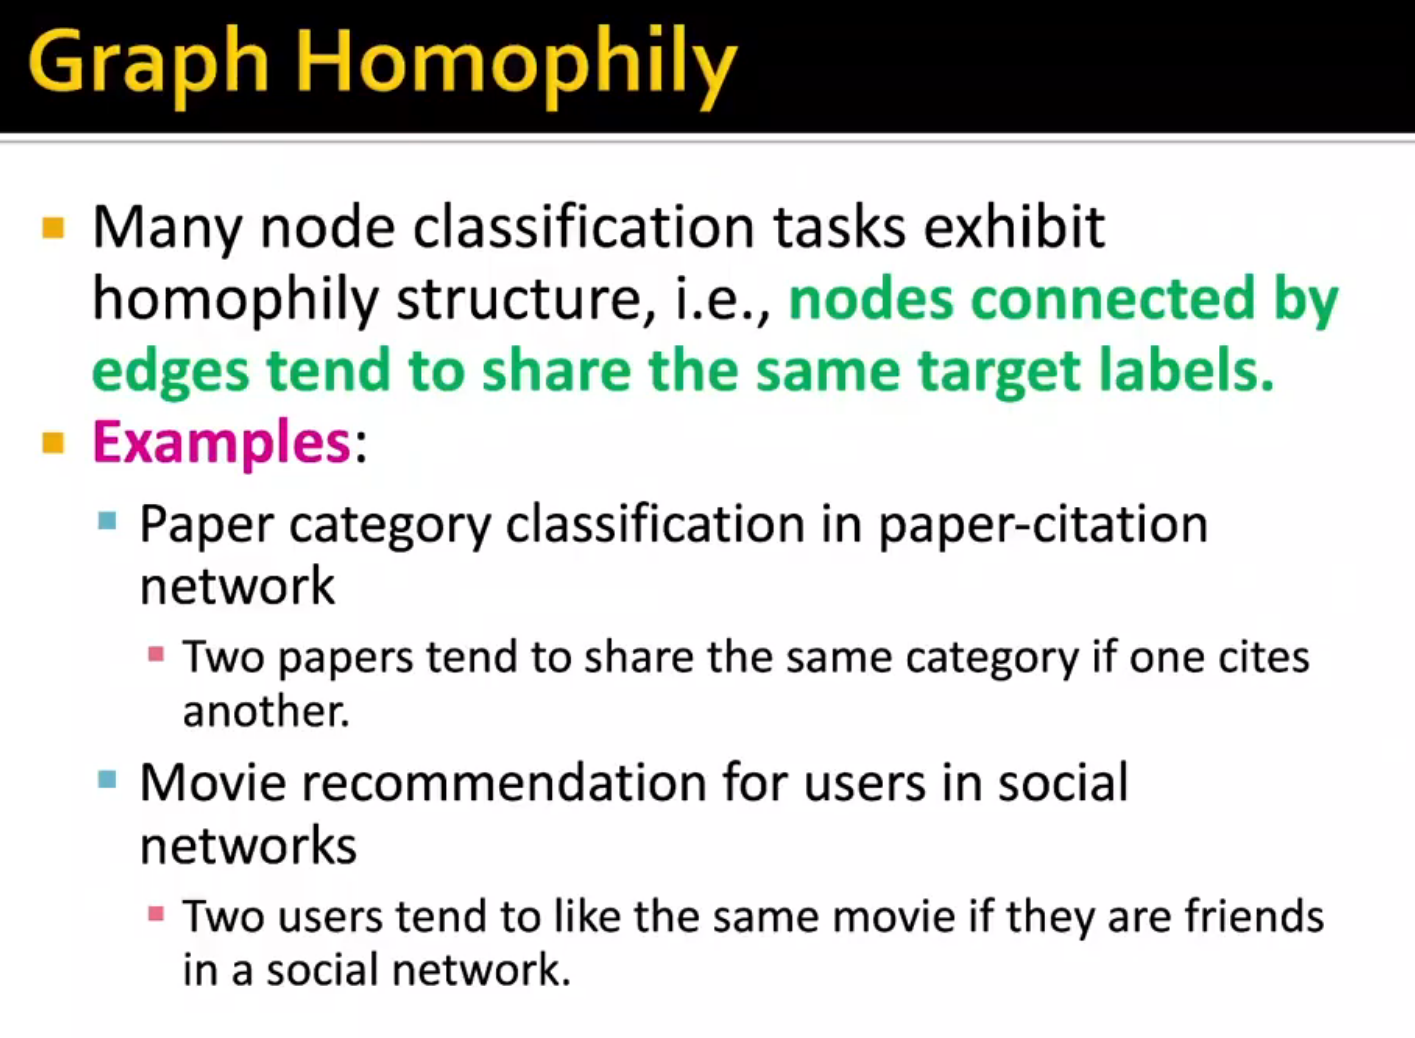 Graph Homophily
Many node classification tasks exhibit
homophily structure, i.e., nodes connected by
edges tend to share the same target labels.
Examples:
Paper category classification in paper-citation
network
Two papers tend to share the same category if one cites
another.
Movie recommendation for users in social
networks
Two users tend to like the same movie if they are friends
in a social network.